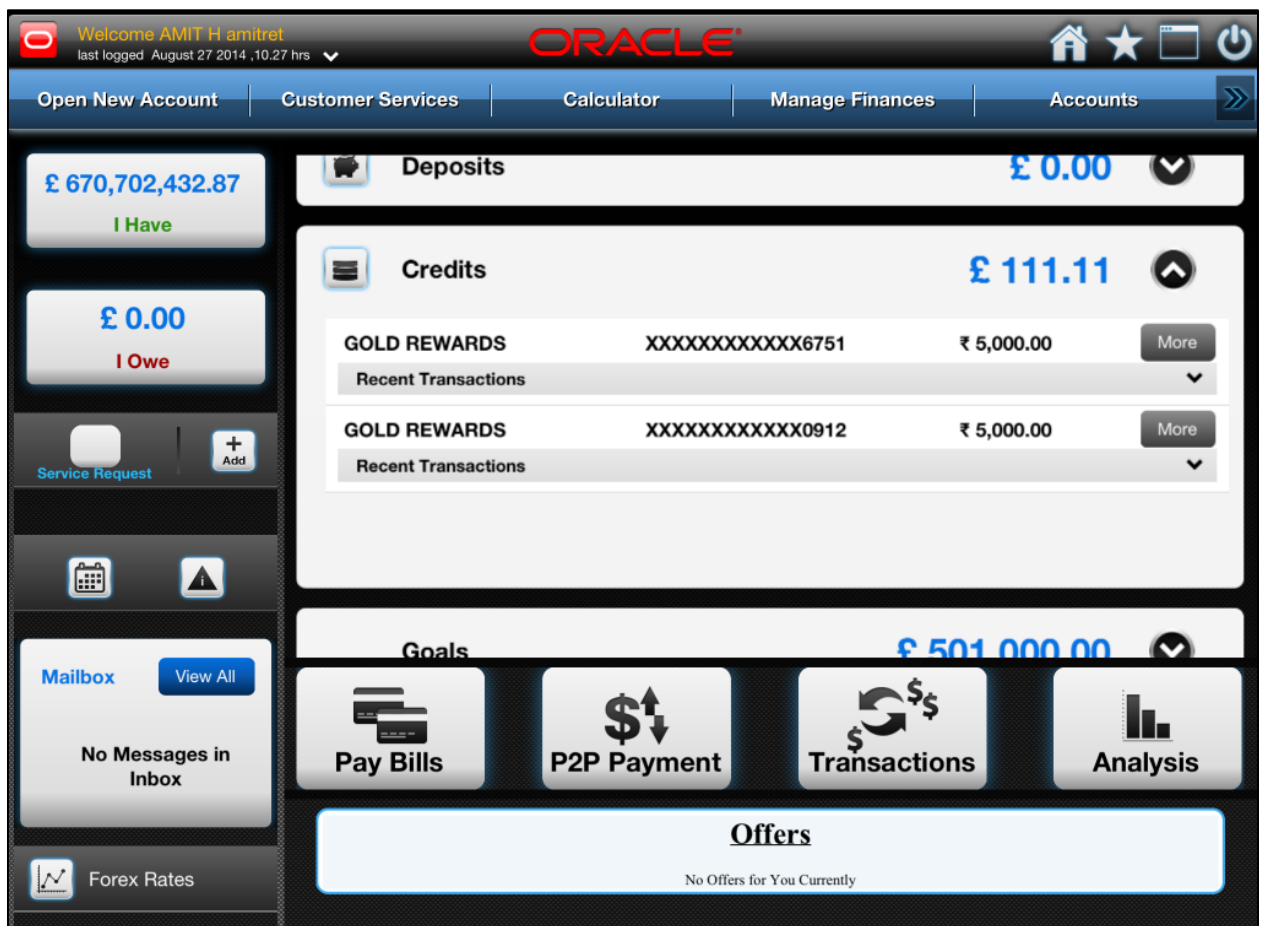 Welcome AMIT H amitret
last logged August 27 2014 ,10.27 hrs
ORACLE
Open New Account
Customer Services
Calculator
Manage Finances
Accounts
£ 670,702,432.87
I Have
£ 0.00
I Owe
Service Request
+
Add
Mailbox
View All
No Messages in
Inbox
Forex Rates
Deposits
£ 0.00
Credits
£ 111.11
GOLD REWARDS XXXXXXXXXXXX6751 ₹ 5,000.00 More
Recent Transactions
GOLD REWARDS XXXXXXXXXXXX0912 ₹ 5,000.00 More
Recent Transactions
Goals
£ 501,000.00
Pay Bills
P2P Payment
Transactions
Analysis
Offers
No Offers for You Currently